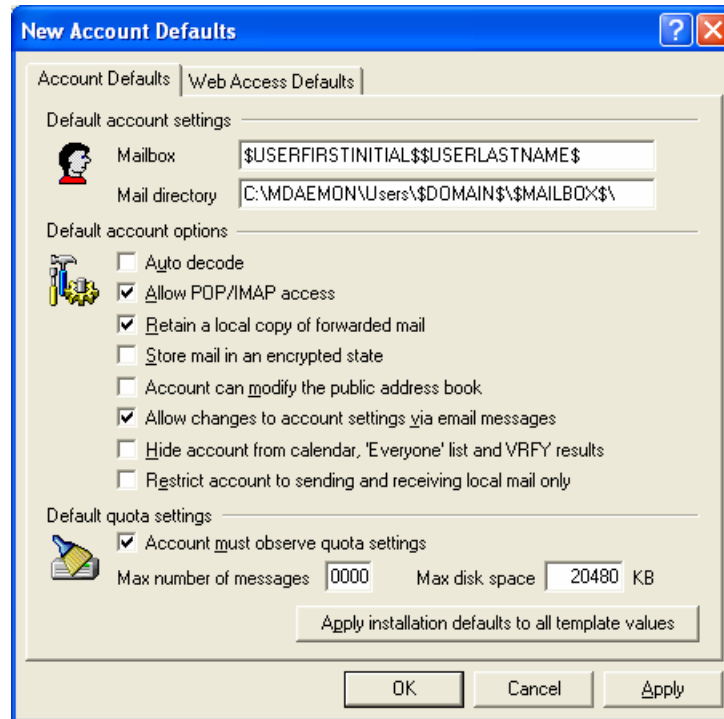 New Account Defaults
Account Defaults Web Access Defaults
Default account settings
Mailbox $USERFIRSTINITIAL$$USERLASTNAME$
Mail directory C:\MDAEMON\Users\$DOMAIN$\$MAILBOX$\
Default account options
Auto decode
Allow POP/IMAP access
Retain a local copy of forwarded mail
Store mail in an encrypted state
Account can modify the public address book
Allow changes to account settings via email messages
Hide account from calendar, 'Everyone' list and VRFY results
Restrict account to sending and receiving local mail only
Default quota settings
Account must observe quota settings
Max number of messages 0000 Max disk space 20480 KB
Apply installation defaults to all template values
OK Cancel Apply